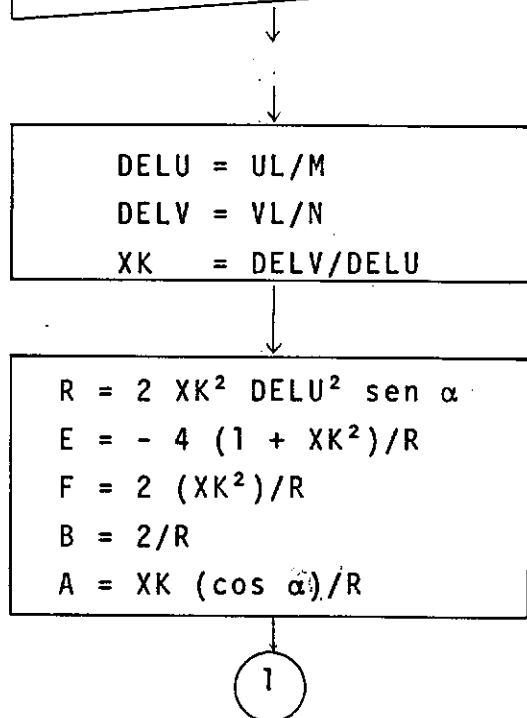 DELU = UL/M
DELV = VL/N
XK = DELV/DELU
R = 2 XK² DELU² sen α
E = - 4 (1 + XK²)/R
F = 2 (XK²)/R
B = 2/R
A = XK (cos α)/R
1